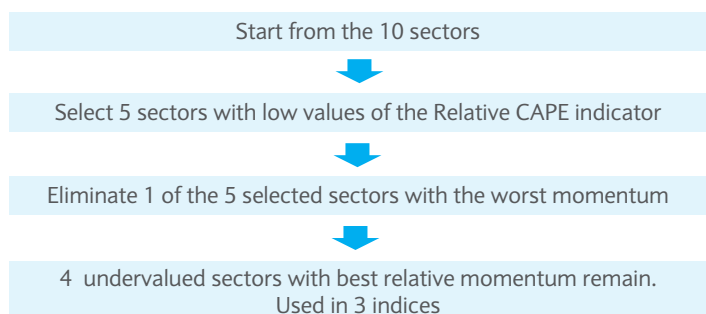 Start from the 10 sectors
Select 5 sectors with low values of the Relative CAPE indicator
Eliminate 1 of the 5 selected sectors with the worst momentum
4 undervalued sectors with best relative momentum remain.
Used in 3 indices